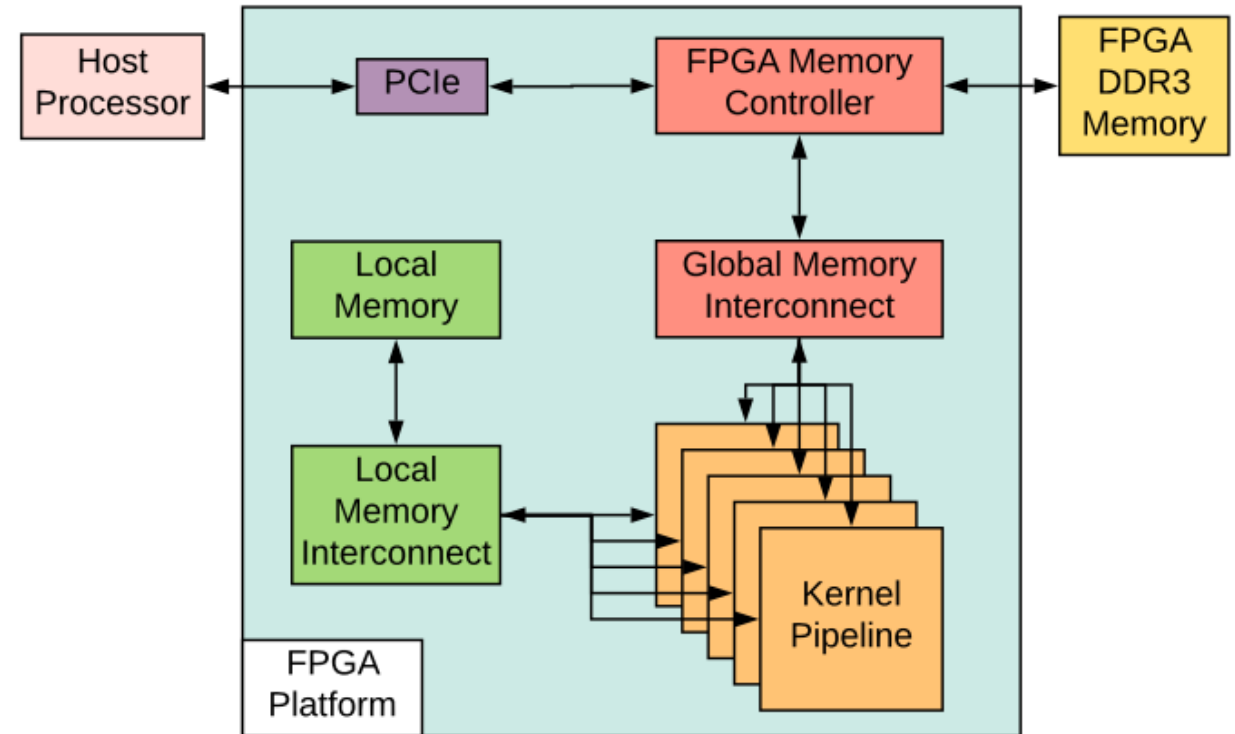 Host
Processor
PCIe
FPGA Memory
Controller
FPGA
DDR3
Memory
Local
Memory
Global Memory
Interconnect
Local
Memory
Interconnect
Kernel
Pipeline
FPGA
Platform